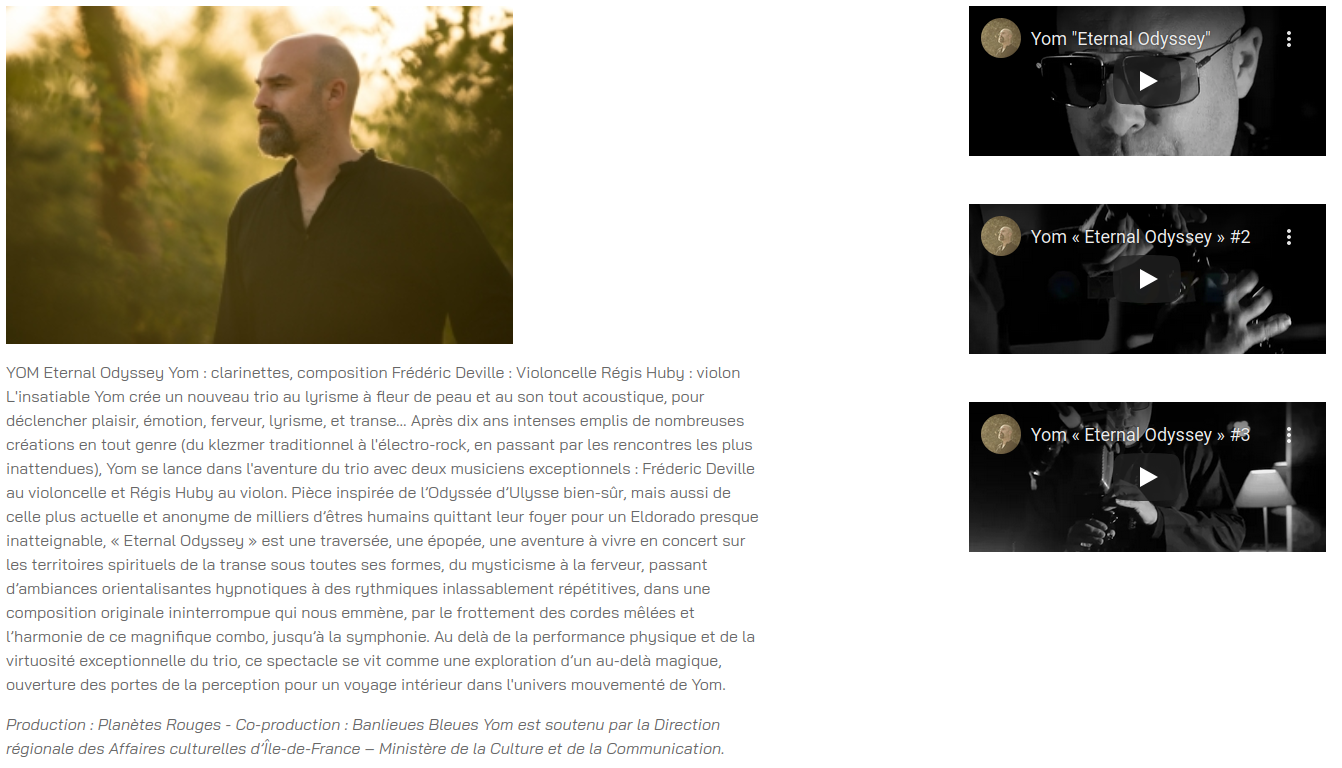 Yom "Eternal Odyssey"
Yom « Eternal Odyssey » #2
Yom « Eternal Odyssey » #3
YOM Eternal Odyssey Yom : clarinettes, composition Frédéric Deville : Violoncelle Régis Huby : violon
L'insatiable Yom crée un nouveau trio au lyrisme à fleur de peau et au son tout acoustique, pour
déclencher plaisir, émotion, ferveur, lyrisme, et transe... Après dix ans intenses emplis de nombreuses
créations en tout genre (du klezmer traditionnel à l'électro-rock, en passant par les rencontres les plus
inattendues), Yom se lance dans l'aventure du trio avec deux musiciens exceptionnels : Fréderic Deville
au violoncelle et Régis Huby au violon. Pièce inspirée de l’Odyssée d’Ulysse bien-sûr, mais aussi de
celle plus actuelle et anonyme de milliers d’êtres humains quittant leur foyer pour un Eldorado presque
inatteignable, « Eternal Odyssey » est une traversée, une épopée, une aventure à vivre en concert sur
les territoires spirituels de la transe sous toutes ses formes, du mysticisme à la ferveur, passant
d’ambiances orientalisantes hypnotiques à des rythmiques inlassablement répétitives, dans une
composition originale ininterrompue qui nous emmène, par le frottement des cordes mêlées et
l’harmonie de ce magnifique combo, jusqu’à la symphonie. Au delà de la performance physique et de la
virtuosité exceptionnelle du trio, ce spectacle se vit comme une exploration d’un au-delà magique,
ouverture des portes de la perception pour un voyage intérieur dans l'univers mouvementé de Yom.
Production : Planètes Rouges - Co-production : Banlieues Bleues Yom est soutenu par la Direction
régionale des Affaires culturelles d’Île-de-France – Ministère de la Culture et de la Communication.